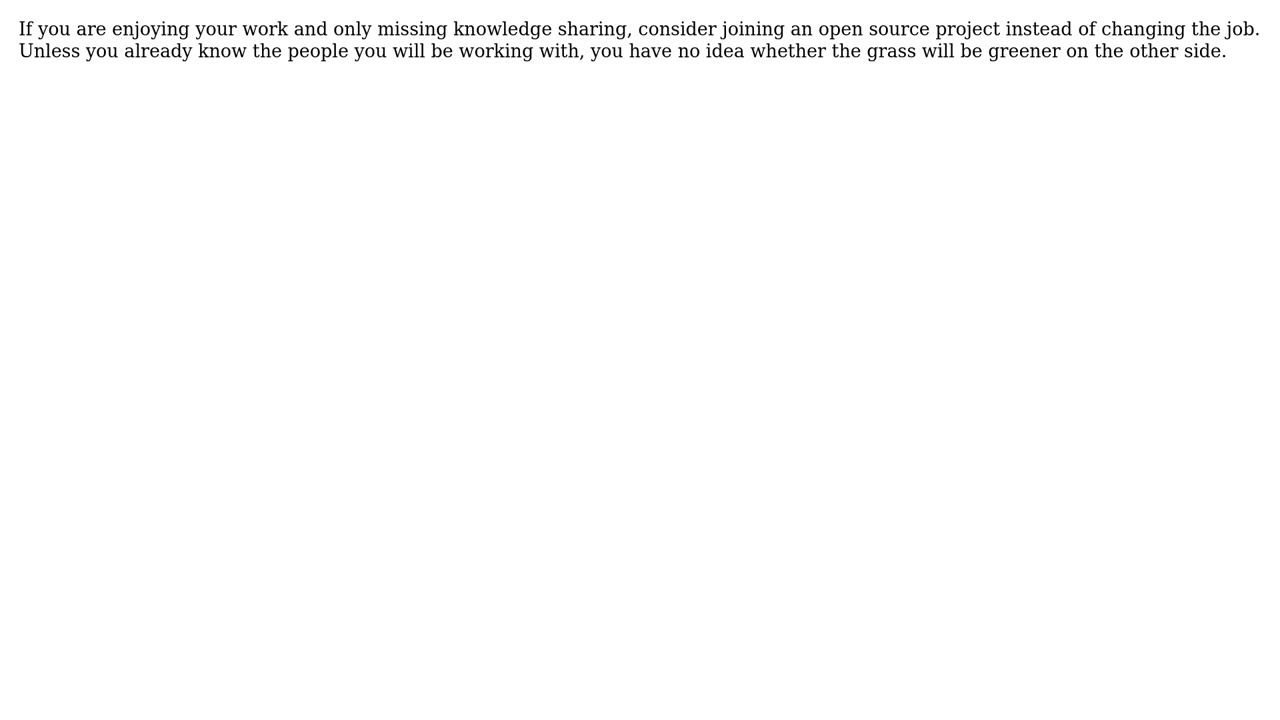 If you are enjoying your work and only missing knowledge sharing, consider joining an open source project instead of changing the job.
Unless you already know the people you will be working with, you have no idea whether the grass will be greener on the other side.